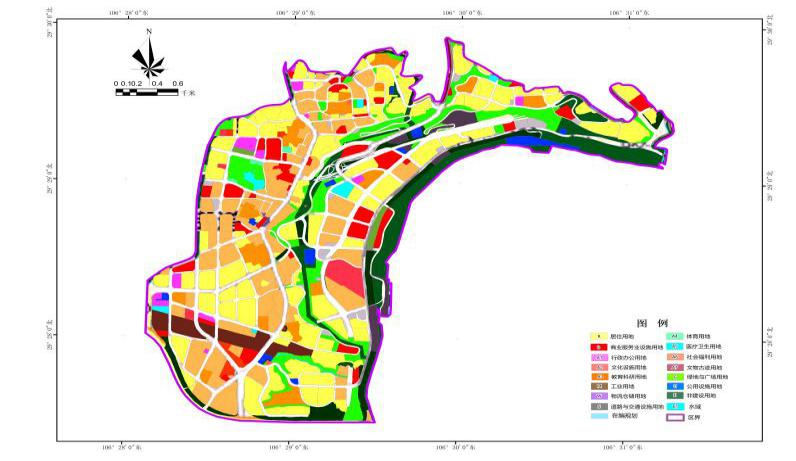 106° 28′ 0″东 106° 29′ 0″东 106° 30′ 0″东 106° 31′ 0″东
N
0 0.10.2 0.4 0.6
千米
图 例
居住用地 体育用地
商业服务业设施用地 医疗卫生用地
行政办公用地 社会福利用地
文化设施用地 文物古迹用地
教育科研用地 绿地与广场用地
工业用地 公用设施用地
物流仓储用地 非建设用地
道路与交通设施用地 水域
在编规划 区界
106° 28′ 0″东 106° 29′ 0″东 106° 30′ 0″东 106° 31′ 0″东